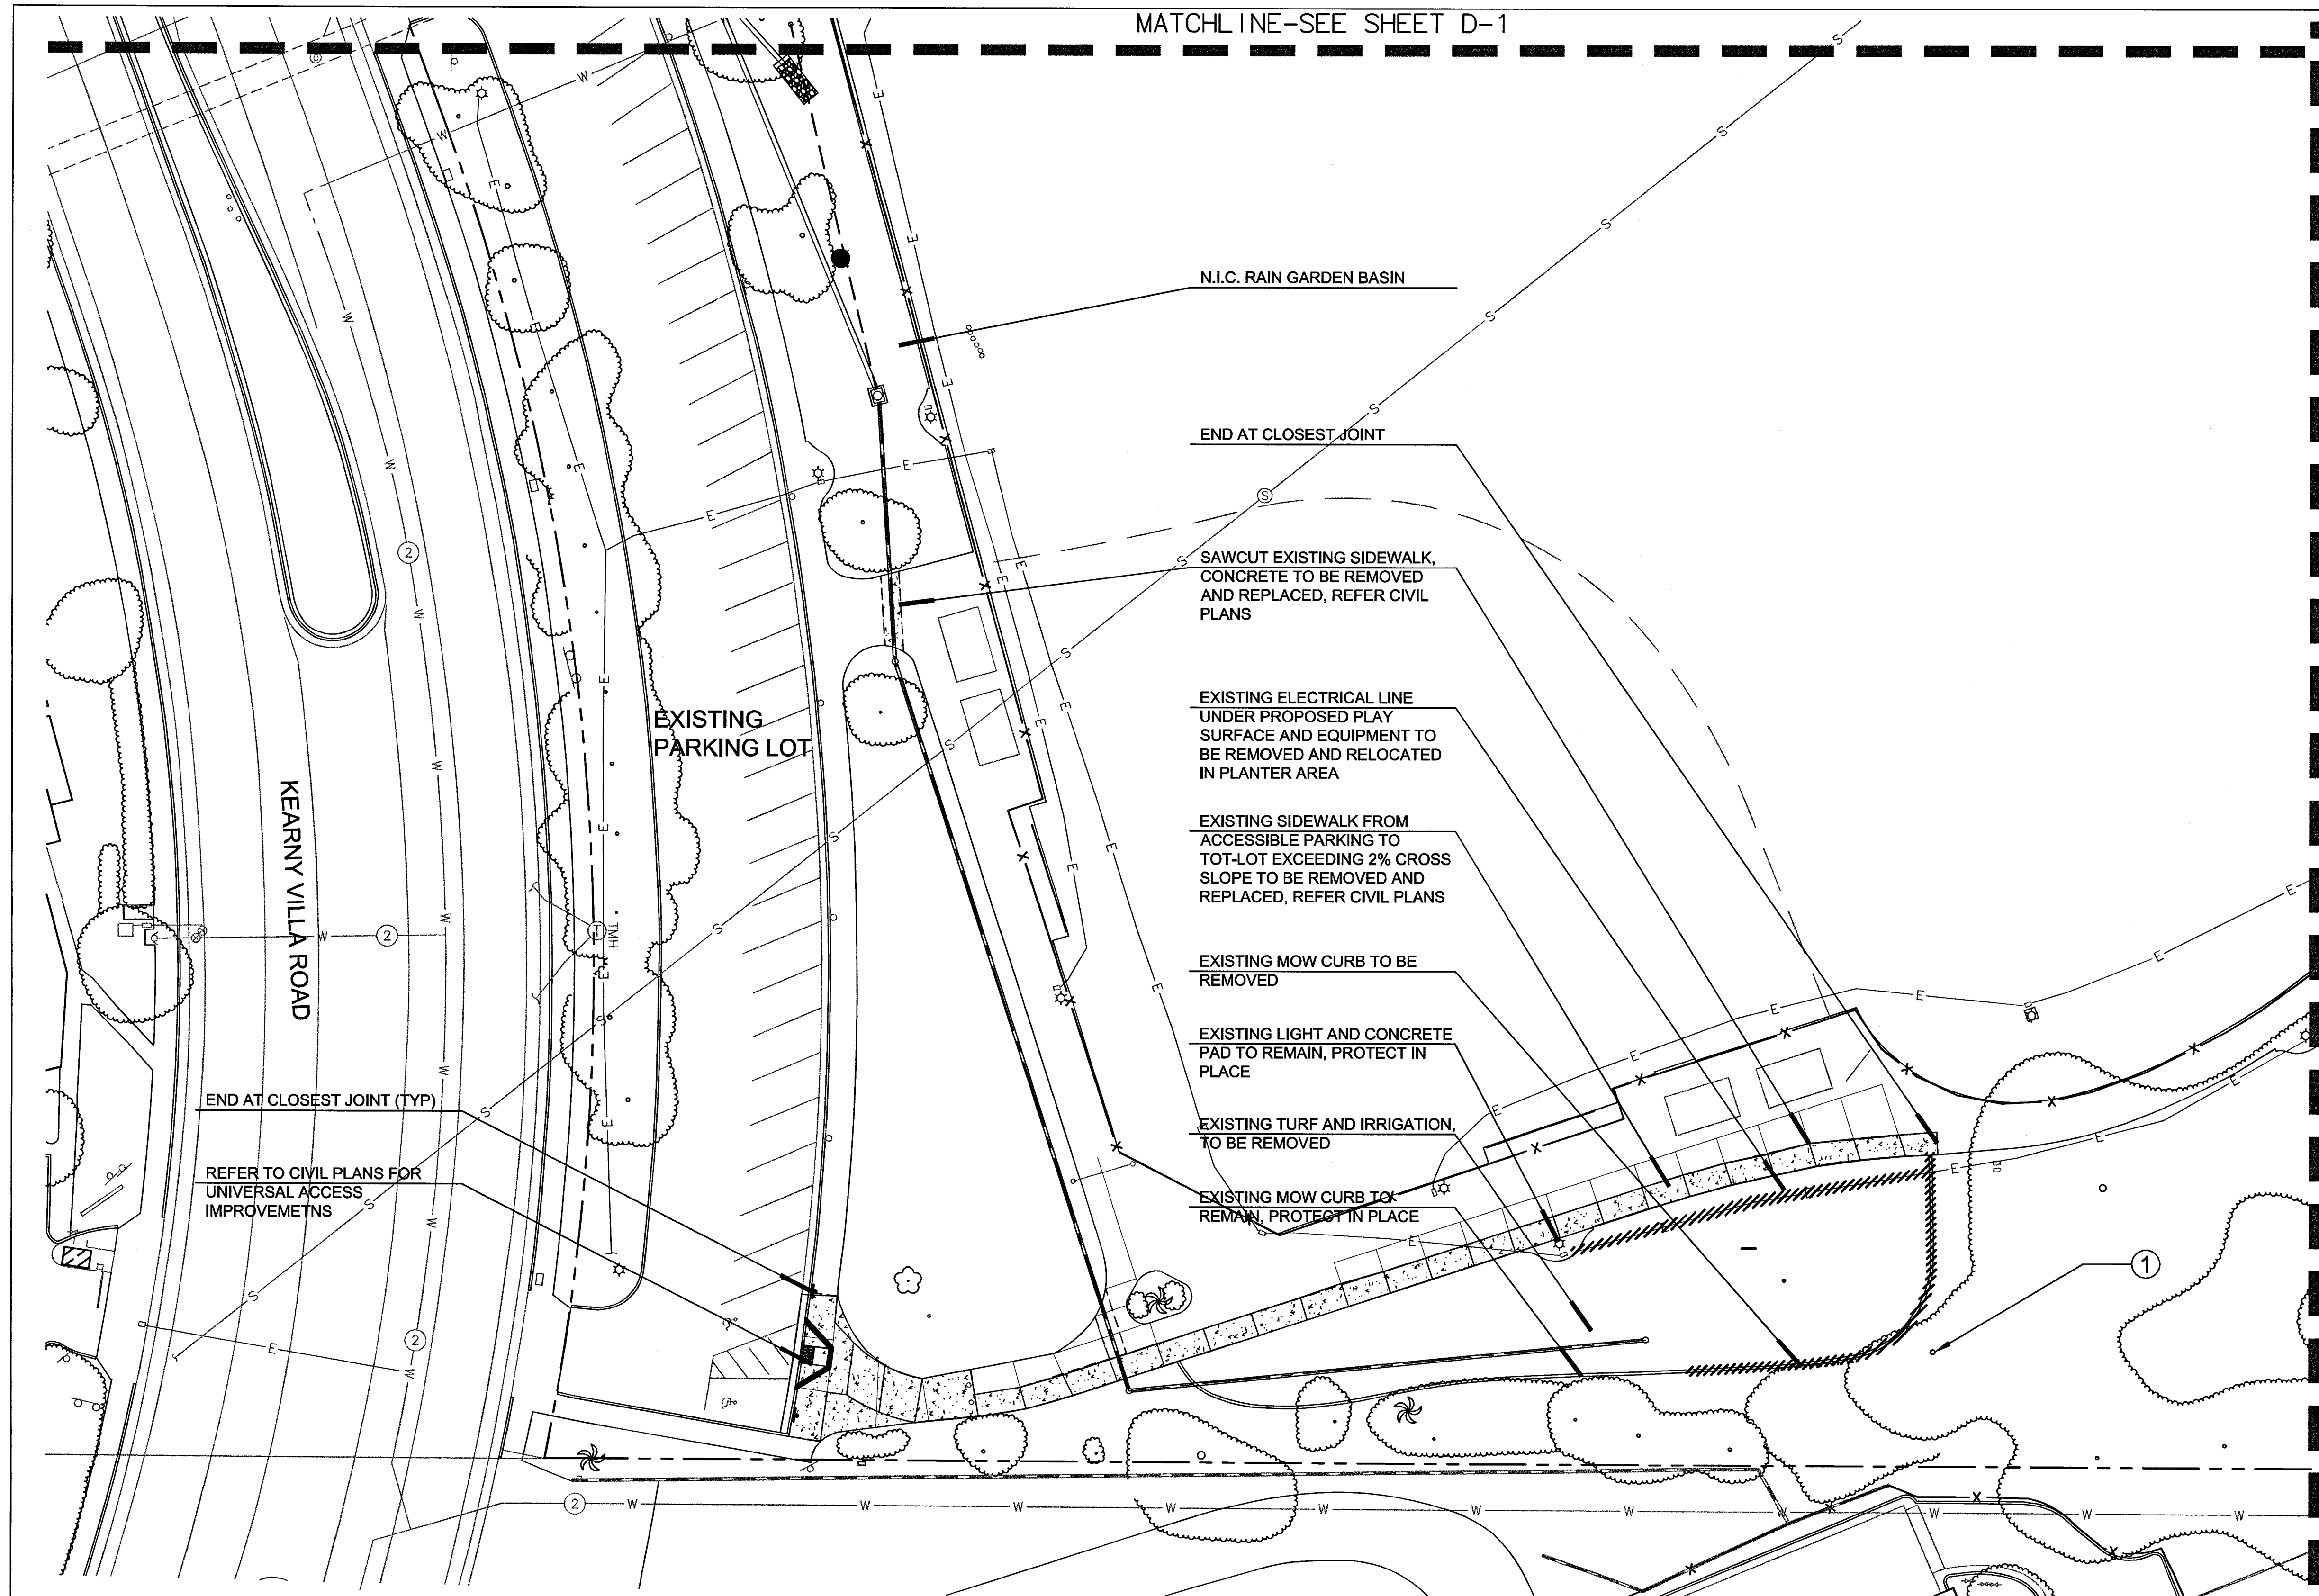 MATCHLINE-SEE SHEET D-1
N.I.C. RAIN GARDEN BASIN
END AT CLOSEST JOINT
SAWCUT EXISTING SIDEWALK,
CONCRETE TO BE REMOVED
AND REPLACED, REFER CIVIL
PLANS
EXISTING ELECTRICAL LINE
UNDER PROPOSED PLAY
SURFACE AND EQUIPMENT TO
BE REMOVED AND RELOCATED
IN PLANTER AREA
EXISTING SIDEWALK FROM
ACCESSIBLE PARKING TO
TOT-LOT EXCEEDING 2% CROSS
SLOPE TO BE REMOVED AND
REPLACED, REFER CIVIL PLANS
EXISTING MOW CURB TO BE
REMOVED
EXISTING LIGHT AND CONCRETE
PAD TO REMAIN, PROTECT IN
PLACE
EXISTING TURF AND IRRIGATION,
TO BE REMOVED
EXISTING MOW CURB TO
REMAIN, PROTECT IN PLACE
EXISTING
PARKING LOT
KEARNY VILLA ROAD
TMH
T
S
END AT CLOSEST JOINT (TYP)
REFER TO CIVIL PLANS FOR
UNIVERSAL ACCESS
IMPROVEMETNS
1
2
2
2
2